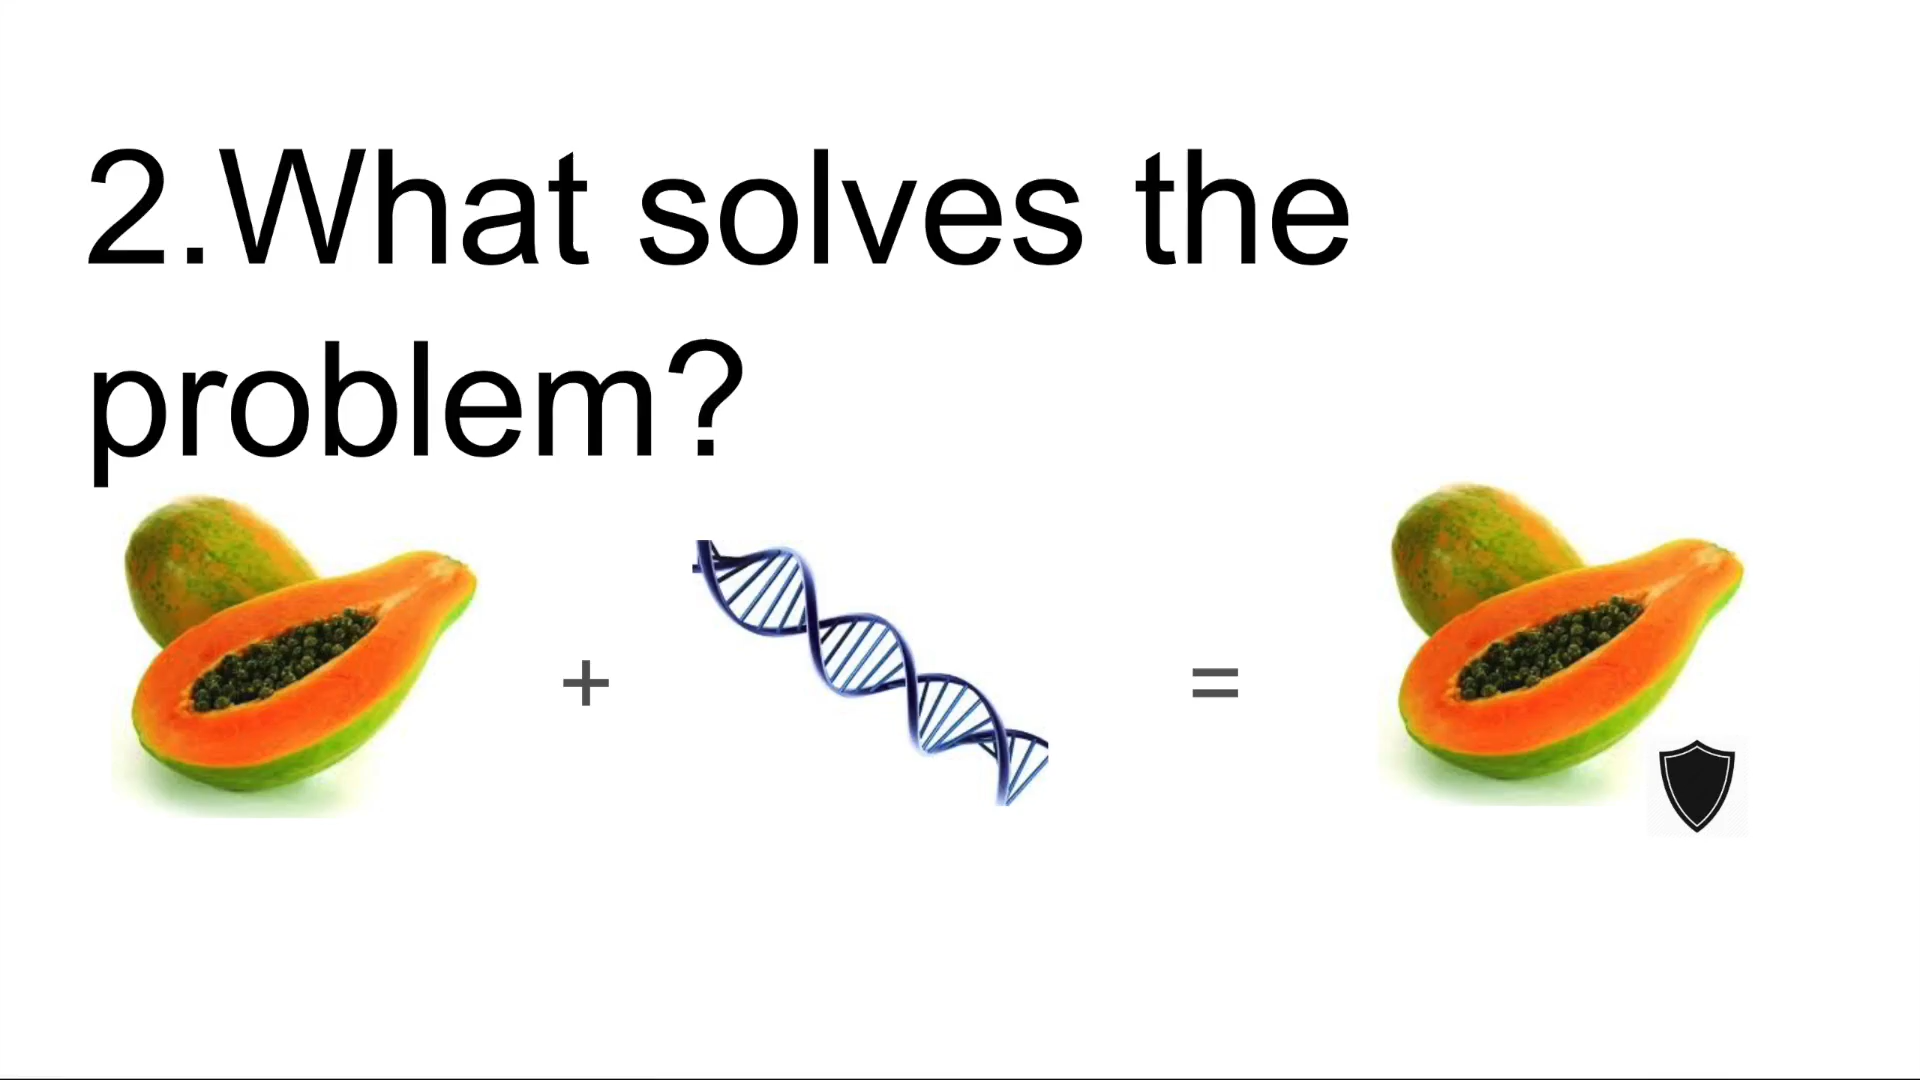 2.What solves the
problem?
+ =